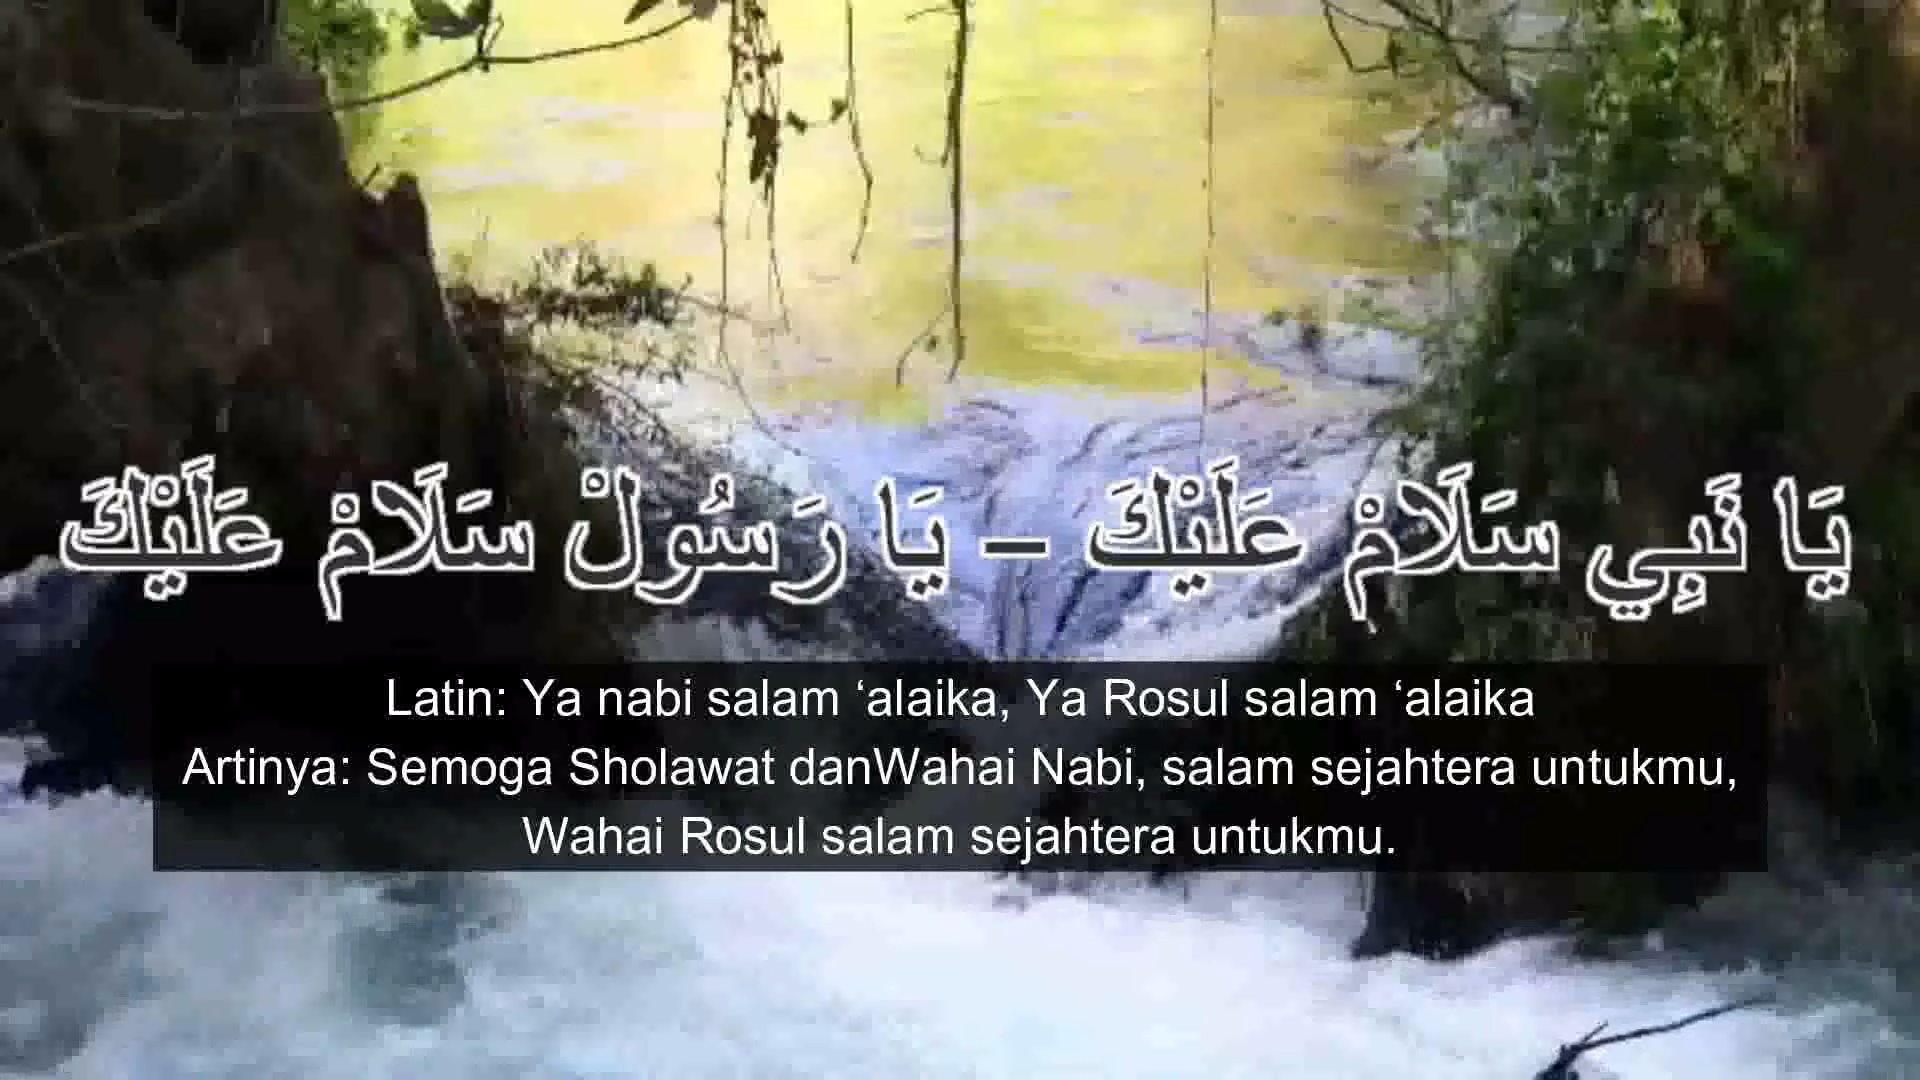 يَا نَبِي سَلَامْ عَلَيْكَ – يَا رَسُولْ سَلَامْ عَلَيْكَ
Latin: Ya nabi salam ‘alaika, Ya Rosul salam ‘alaika
Artinya: Semoga Sholawat danWahai Nabi, salam sejahtera untukmu,
Wahai Rosul salam sejahtera untukmu.